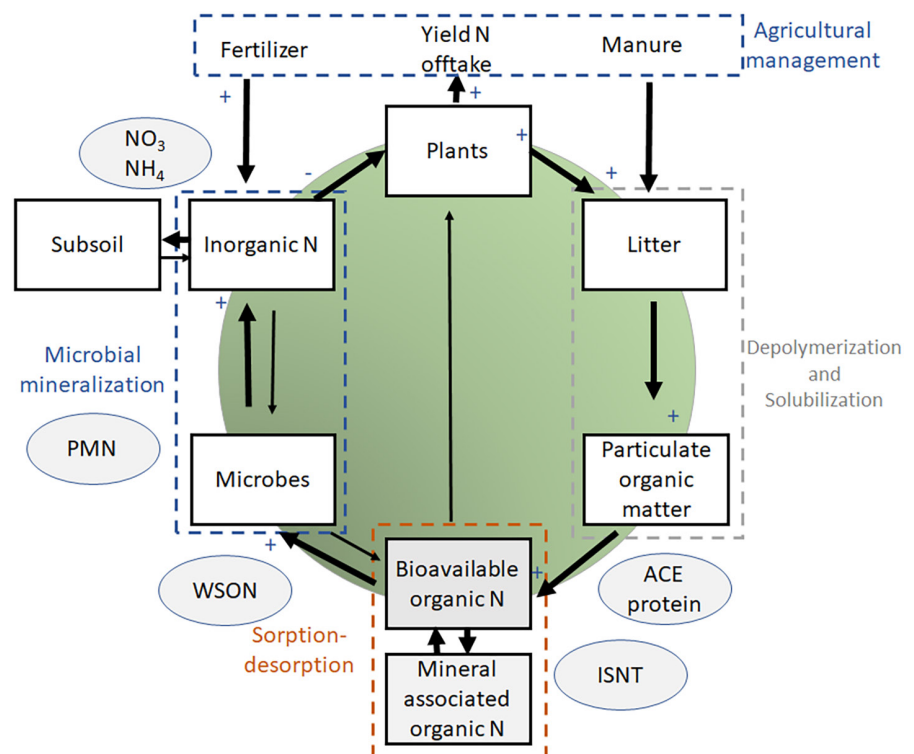 Fertilizer
Yield N
offtake
Manure
Agricultural
management
+
+
NO₃
NH₄
Plants
+
-
+
Subsoil
Inorganic N
Litter
+
Microbial
mineralization
Depolymerization
and
Solubilization
PMN
+
Microbes
Particulate
organic
matter
+
WSON
Bioavailable
organic N
+
ACE
protein
Sorption-
desorption
Mineral
associated
organic N
ISNT